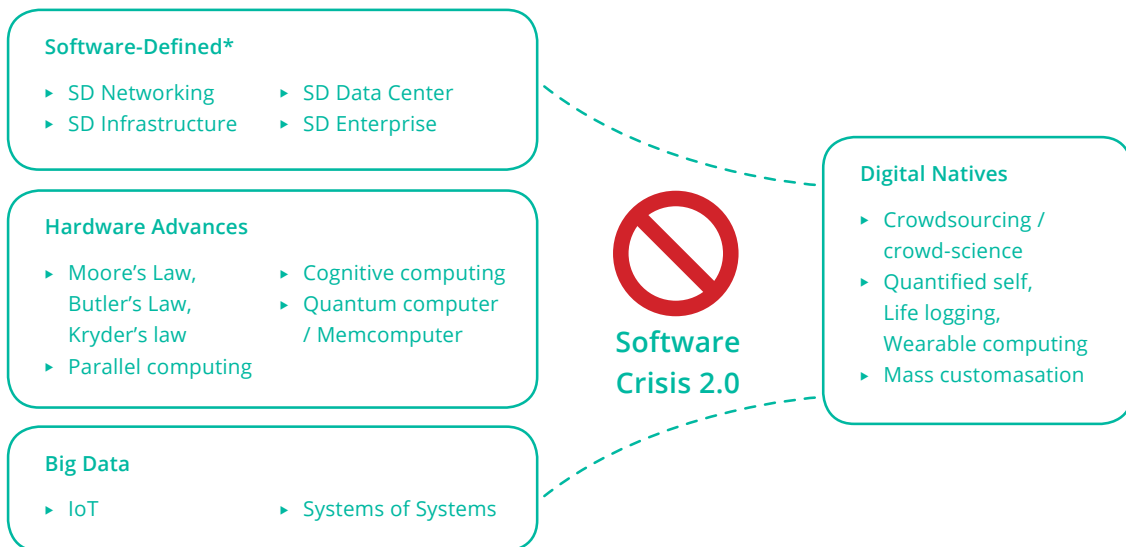 Software-Defined*
▸ SD Networking
▸ SD Infrastructure
▸ SD Data Center
▸ SD Enterprise
Hardware Advances
▸ Moore’s Law,
Butler’s Law,
Kryder’s law
▸ Parallel computing
▸ Cognitive computing
▸ Quantum computer
/ Memcomputer
Big Data
▸ IoT
▸ Systems of Systems
Software
Crisis 2.0
Digital Natives
▸ Crowdsourcing /
crowd-science
▸ Quantified self,
Life logging,
Wearable computing
▸ Mass customasation